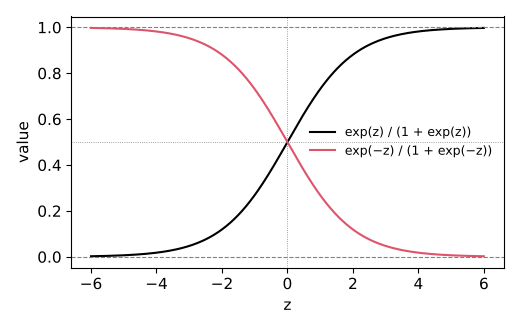 1.0
0.8
0.6
0.4
0.2
0.0
value
exp(z) / (1 + exp(z))
exp(−z) / (1 + exp(−z))
−6 −4 −2 0 2 4 6
z